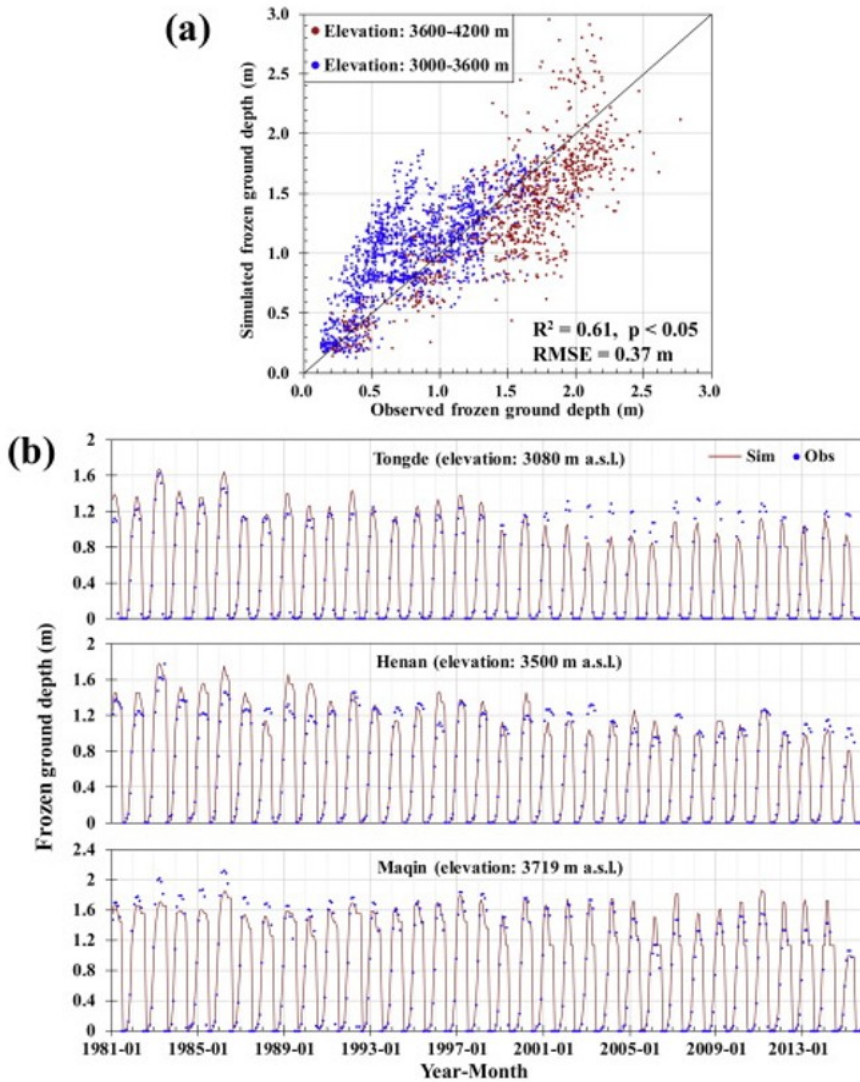 (a)
Elevation: 3600-4200 m
Elevation: 3000-3600 m
3.0
2.5
2.0
1.5
1.0
0.5
0.0
Simulated frozen ground depth (m)
R² = 0.61, p < 0.05
RMSE = 0.37 m
0.0 0.5 1.0 1.5 2.0 2.5 3.0
Observed frozen ground depth (m)
(b)
Frozen ground depth (m)
2
1.6
1.2
0.8
0.4
0
Tongde (elevation: 3080 m a.s.l.)
Sim Obs
2
1.6
1.2
0.8
0.4
0
Henan (elevation: 3500 m a.s.l.)
2.4
2
1.6
1.2
0.8
0.4
0
Maqin (elevation: 3719 m a.s.l.)
1981-01 1985-01 1989-01 1993-01 1997-01 2001-01 2005-01 2009-01 2013-01
Year-Month